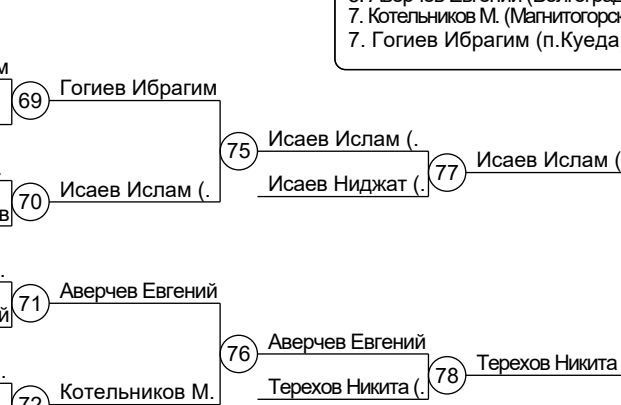 7. Котельников М. (Магнитогорск
7. Гогиев Ибрагим (п.Куеда
м
69
Гогиев Ибрагим
75
Исаев Ислам (.
77
Исаев Ислам (
Исаев Ниджат (.
70
Исаев Ислам (.
в
71
Аверчев Евгений
й
76
Аверчев Евгений
78
Терехов Никита
Терехов Никита (.
72
Котельников М.